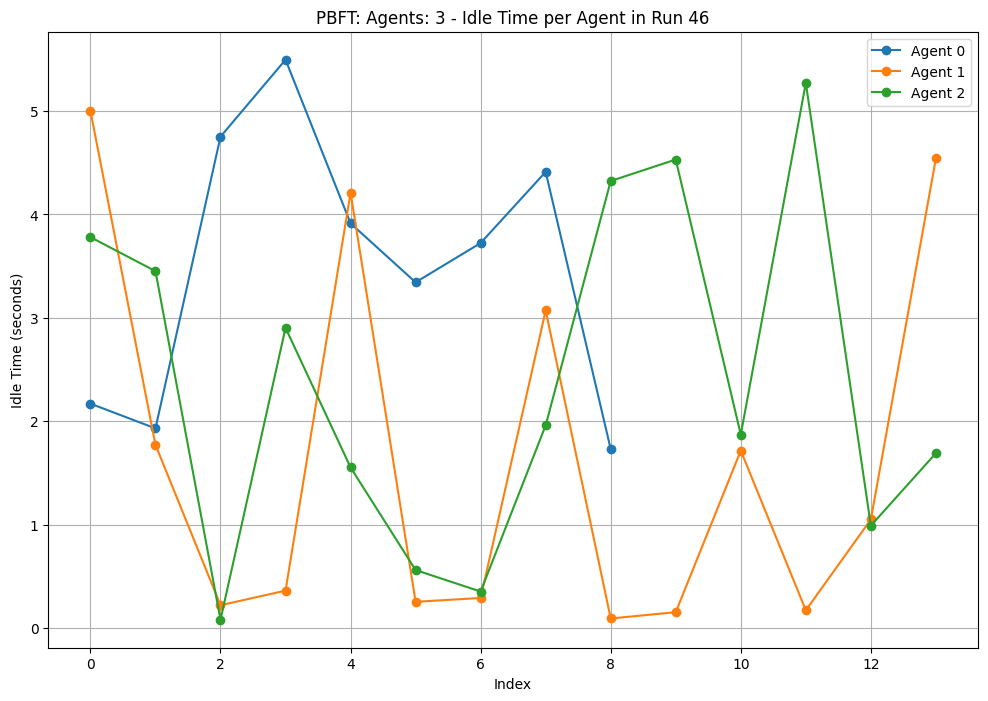 PBFT: Agents: 3 - Idle Time per Agent in Run 46
Agent 0
Agent 1
Agent 2
Idle Time (seconds)
5
4
3
2
1
0
0 2 4 6 8 10 12
Index